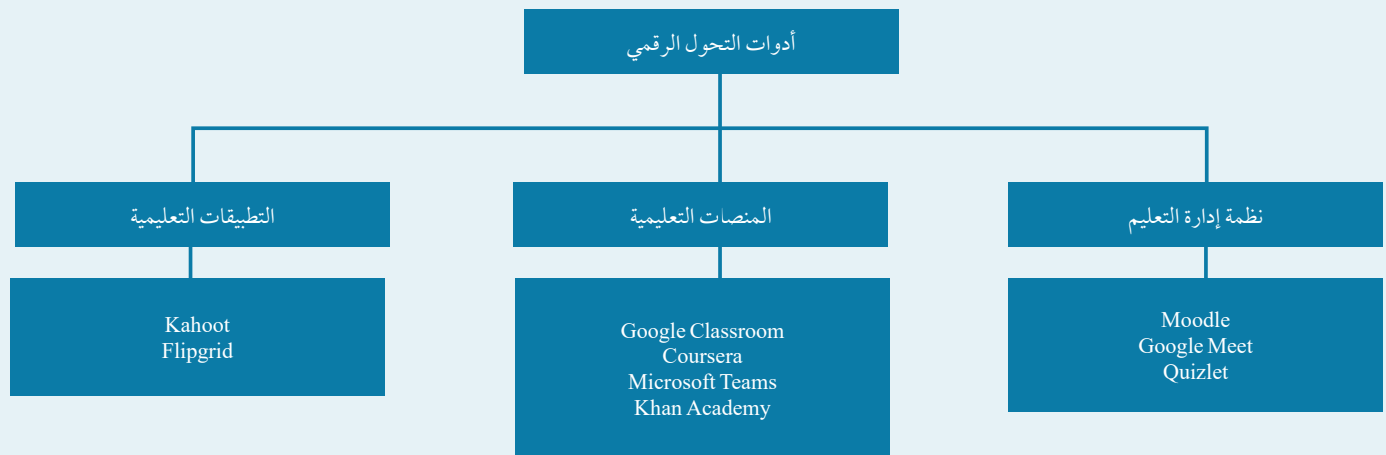 أدوات التحول الرقمي
نظمة إدارة التعليم
المنصات التعليمية
التطبيقات التعليمية
Moodle
Google Meet
Quizlet
Google Classroom
Coursera
Microsoft Teams
Khan Academy
Kahoot
Flipgrid